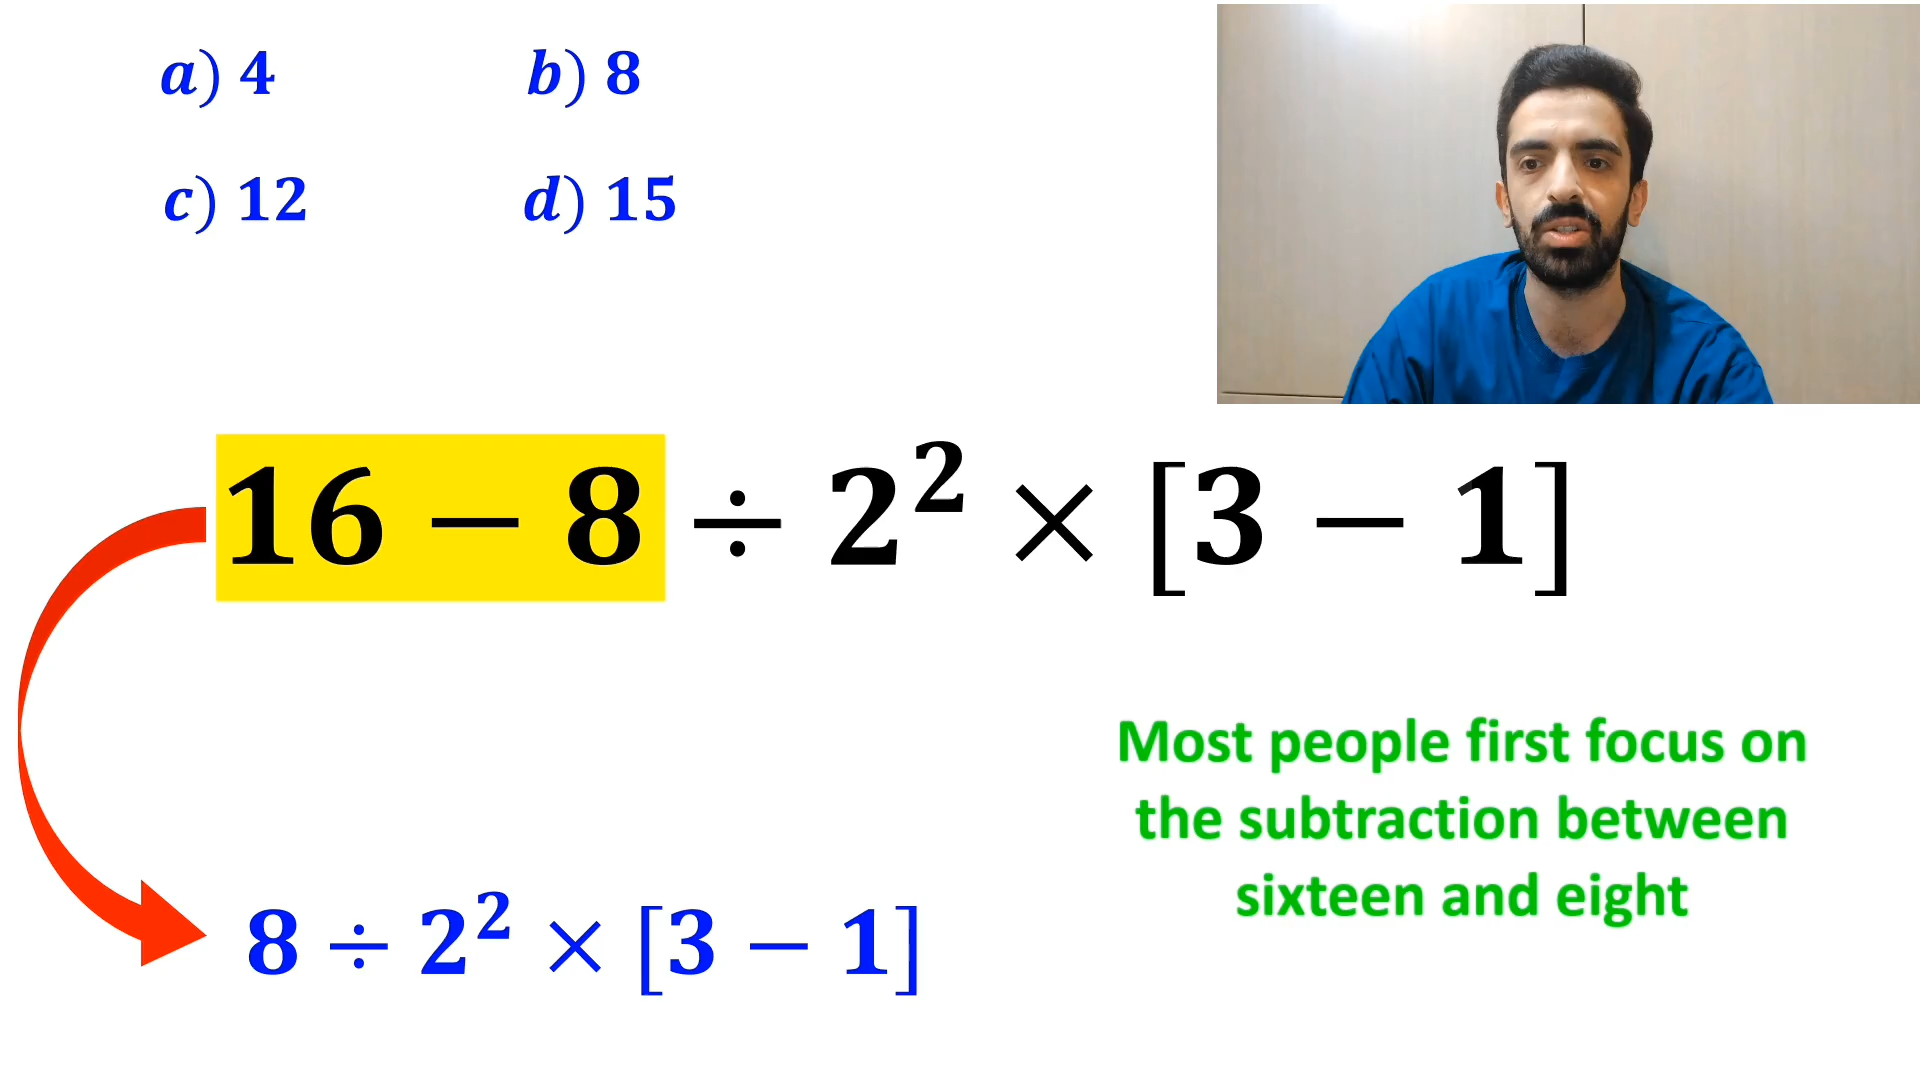 a) 4 b) 8
c) 12 d) 15
16 − 8 ÷ 2² × [3 − 1]
Most people first focus on
the subtraction between
sixteen and eight
8 ÷ 2² × [3 − 1]